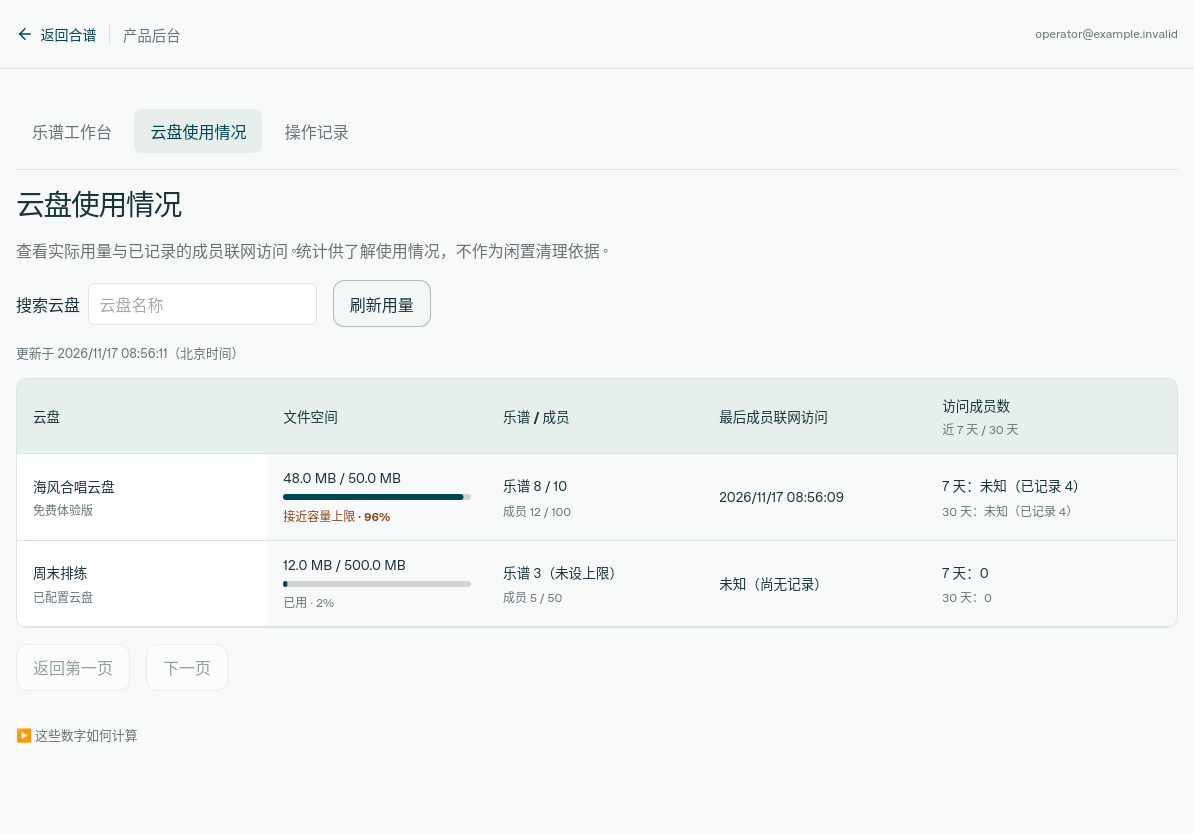 返回合谱
产品后台
operator@example.invalid
乐谱工作台
云盘使用情况
操作记录
云盘使用情况
查看实际用量与已记录的成员联网访问。统计供了解使用情况，不作为闲置清理依据。
搜索云盘
云盘名称
刷新用量
更新于 2026/11/17 08:56:11（北京时间）
云盘
文件空间
乐谱 / 成员
最后成员联网访问
访问成员数
近 7 天 / 30 天
海风合唱云盘
免费体验版
48.0 MB / 50.0 MB
接近容量上限 · 96%
乐谱 8 / 10
成员 12 / 100
2026/11/17 08:56:09
7 天：未知（已记录 4）
30 天：未知（已记录 4）
周末排练
已配置云盘
12.0 MB / 500.0 MB
已用 · 2%
乐谱 3（未设上限）
成员 5 / 50
未知（尚无记录）
7 天：0
30 天：0
返回第一页
下一页
这些数字如何计算